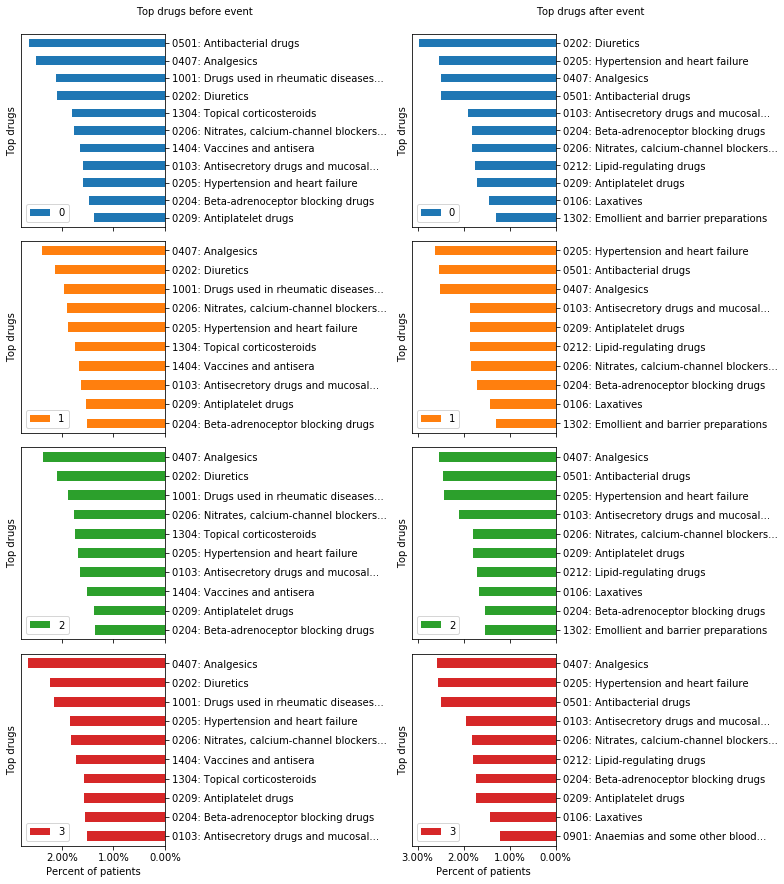 Top drugs before event
Top drugs
0501: Antibacterial drugs
0407: Analgesics
1001: Drugs used in rheumatic diseases...
0202: Diuretics
1304: Topical corticosteroids
0206: Nitrates, calcium-channel blockers...
1404: Vaccines and antisera
0103: Antisecretory drugs and mucosal...
0205: Hypertension and heart failure
0204: Beta-adrenoceptor blocking drugs
0209: Antiplatelet drugs
0
Top drugs
0407: Analgesics
0202: Diuretics
1001: Drugs used in rheumatic diseases...
0206: Nitrates, calcium-channel blockers...
0205: Hypertension and heart failure
1304: Topical corticosteroids
1404: Vaccines and antisera
0103: Antisecretory drugs and mucosal...
0209: Antiplatelet drugs
0204: Beta-adrenoceptor blocking drugs
1
Top drugs
0407: Analgesics
0202: Diuretics
1001: Drugs used in rheumatic diseases...
0206: Nitrates, calcium-channel blockers...
1304: Topical corticosteroids
0205: Hypertension and heart failure
0103: Antisecretory drugs and mucosal...
1404: Vaccines and antisera
0209: Antiplatelet drugs
0204: Beta-adrenoceptor blocking drugs
2
Top drugs
0407: Analgesics
0202: Diuretics
1001: Drugs used in rheumatic diseases...
0205: Hypertension and heart failure
0206: Nitrates, calcium-channel blockers...
1404: Vaccines and antisera
1304: Topical corticosteroids
0209: Antiplatelet drugs
0204: Beta-adrenoceptor blocking drugs
0103: Antisecretory drugs and mucosal...
3
2.00% 1.00% 0.00%
Percent of patients
Top drugs after event
Top drugs
0202: Diuretics
0205: Hypertension and heart failure
0407: Analgesics
0501: Antibacterial drugs
0103: Antisecretory drugs and mucosal...
0204: Beta-adrenoceptor blocking drugs
0206: Nitrates, calcium-channel blockers...
0212: Lipid-regulating drugs
0209: Antiplatelet drugs
0106: Laxatives
1302: Emollient and barrier preparations
0
Top drugs
0205: Hypertension and heart failure
0501: Antibacterial drugs
0407: Analgesics
0103: Antisecretory drugs and mucosal...
0209: Antiplatelet drugs
0212: Lipid-regulating drugs
0206: Nitrates, calcium-channel blockers...
0204: Beta-adrenoceptor blocking drugs
0106: Laxatives
1302: Emollient and barrier preparations
1
Top drugs
0407: Analgesics
0501: Antibacterial drugs
0205: Hypertension and heart failure
0103: Antisecretory drugs and mucosal...
0206: Nitrates, calcium-channel blockers...
0209: Antiplatelet drugs
0212: Lipid-regulating drugs
0106: Laxatives
0204: Beta-adrenoceptor blocking drugs
1302: Emollient and barrier preparations
2
Top drugs
0407: Analgesics
0205: Hypertension and heart failure
0501: Antibacterial drugs
0103: Antisecretory drugs and mucosal...
0206: Nitrates, calcium-channel blockers...
0212: Lipid-regulating drugs
0204: Beta-adrenoceptor blocking drugs
0209: Antiplatelet drugs
0106: Laxatives
0901: Anaemias and some other blood...
3
3.00% 2.00% 1.00% 0.00%
Percent of patients